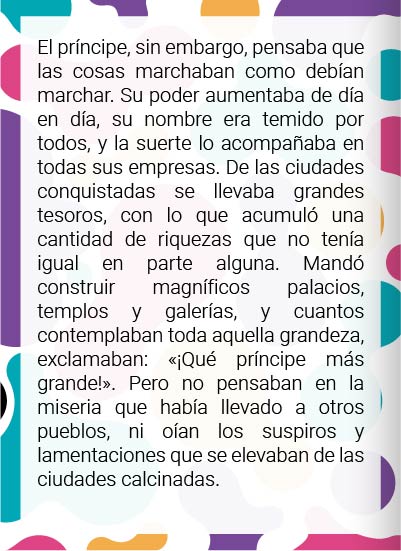 El príncipe, sin embargo, pensaba que
las cosas marchaban como debían
marchar. Su poder aumentaba de día
en día, su nombre era temido por
todos, y la suerte lo acompañaba en
todas sus empresas. De las ciudades
conquistadas se llevaba grandes
tesoros, con lo que acumuló una
cantidad de riquezas que no tenía
igual en parte alguna. Mandó
construir magníficos palacios,
templos y galerías, y cuantos
contemplaban toda aquella grandeza,
exclamaban: «¡Qué príncipe más
grande!». Pero no pensaban en la
miseria que había llevado a otros
pueblos, ni oían los suspiros y
lamentaciones que se elevaban de las
ciudades calcinadas.